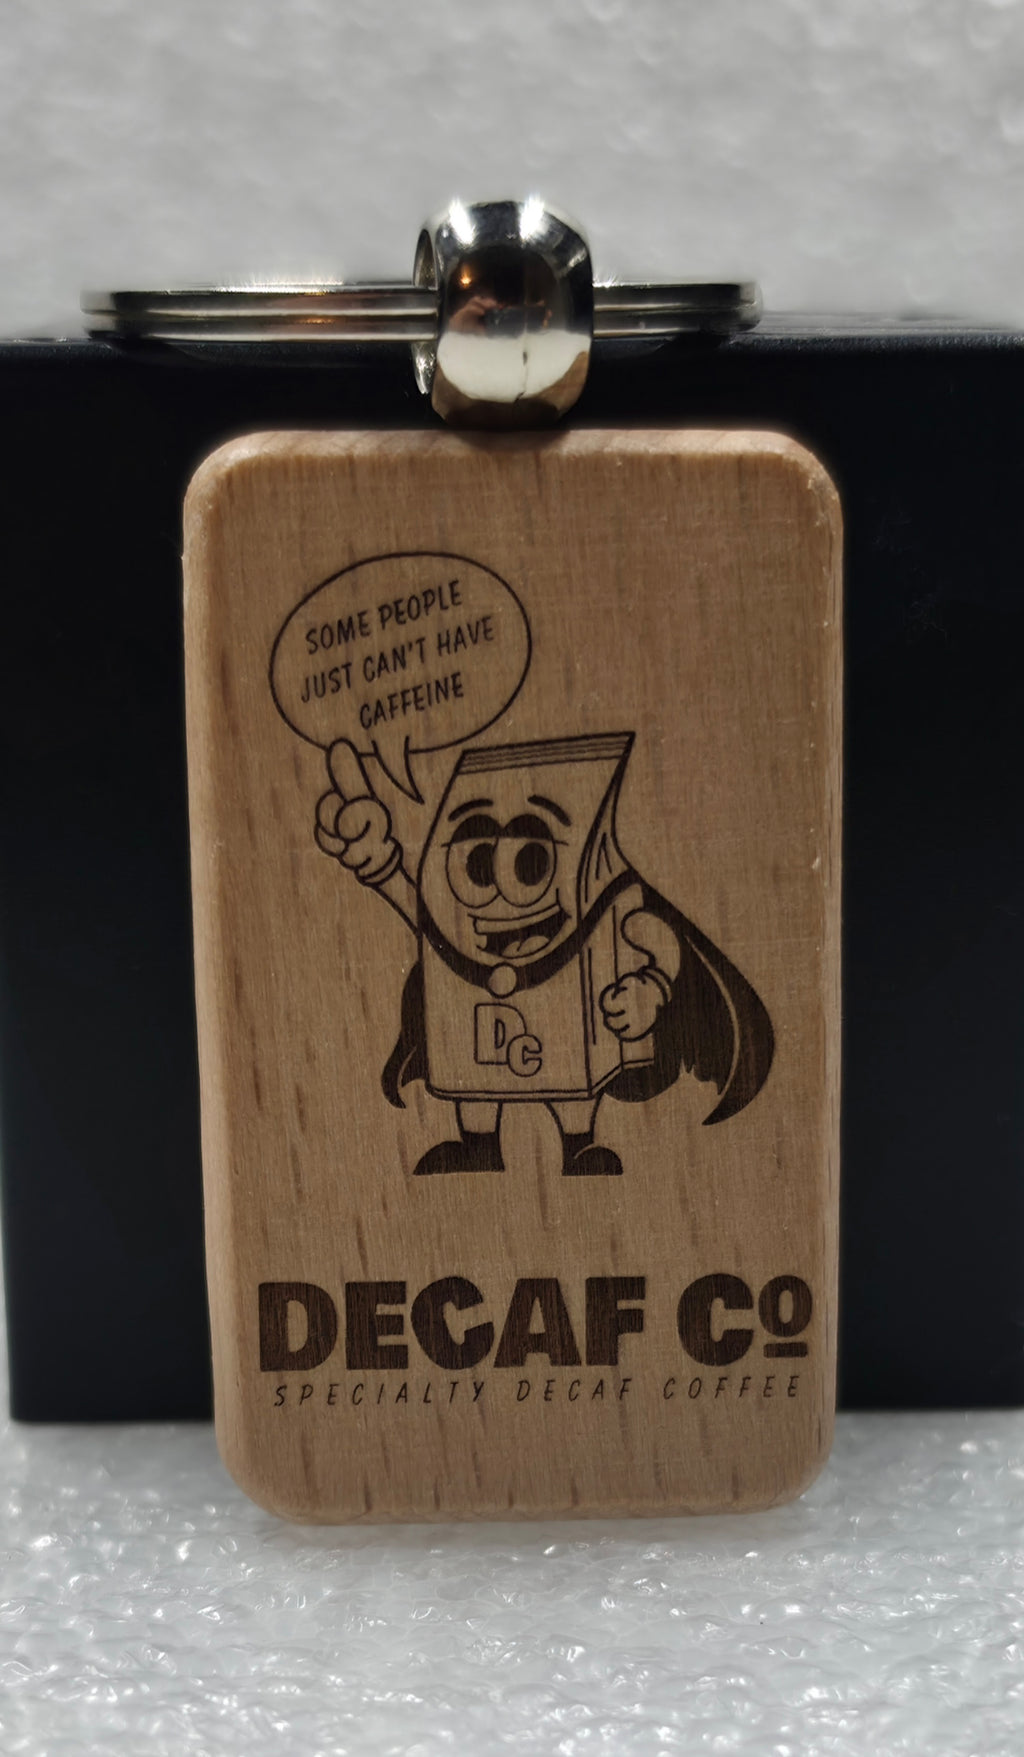 SOME PEOPLE
JUST CAN'T HAVE
CAFFEINE
DC
DECAF Co
SPECIALTY DECAF COFFEE